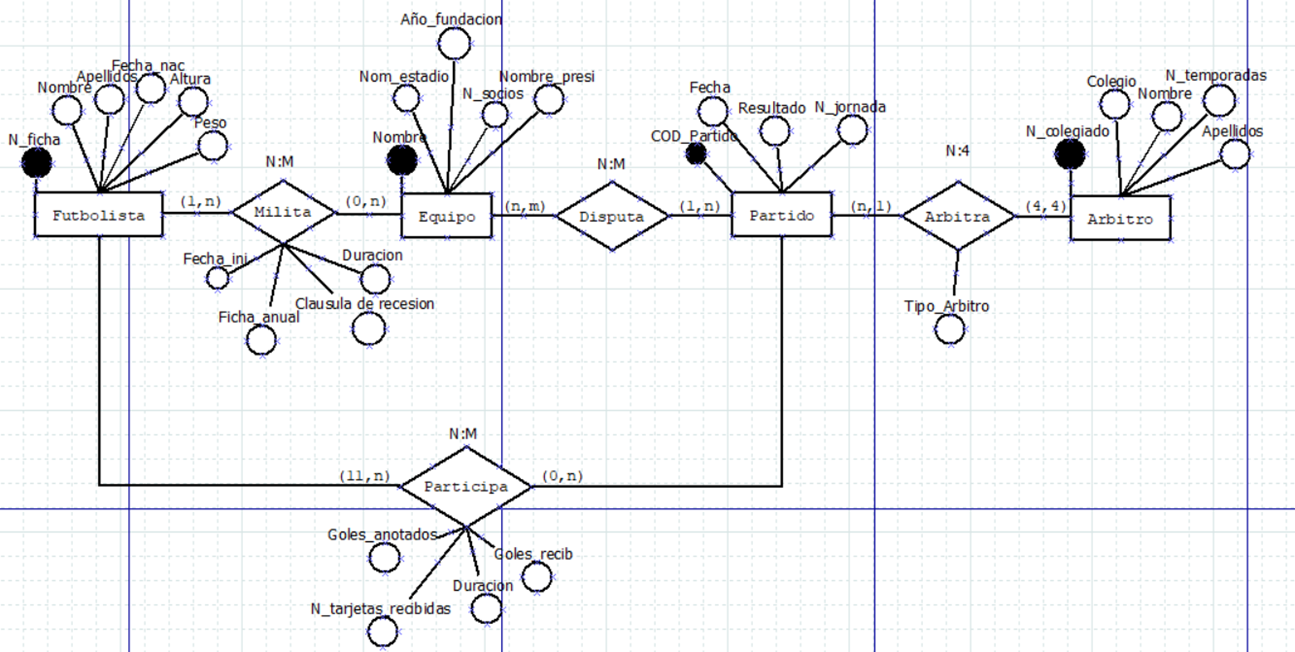 Año_fundacion
Fecha_nac
Apellidos
Altura
Nombre
Peso
N_ficha
Nom_estadio
N_socios
Nombre_presi
Nombre
Fecha
Resultado
N_jornada
COD_Partido
Colegio
N_temporadas
Nombre
N_colegiado
Apellidos
N:M
N:M
N:4
Futbolista
(1,n)
Milita
(0,n)
Equipo
(n,m)
Disputa
(1,n)
Partido
(n,1)
Arbitra
(4,4)
Arbitro
Fecha_ini
Duracion
Clausula de recesion
Ficha_anual
Tipo_Arbitro
N:M
(11,n)
Participa
(0,n)
Goles_anotados
Goles_recib
Duracion
N_tarjetas_recibidas